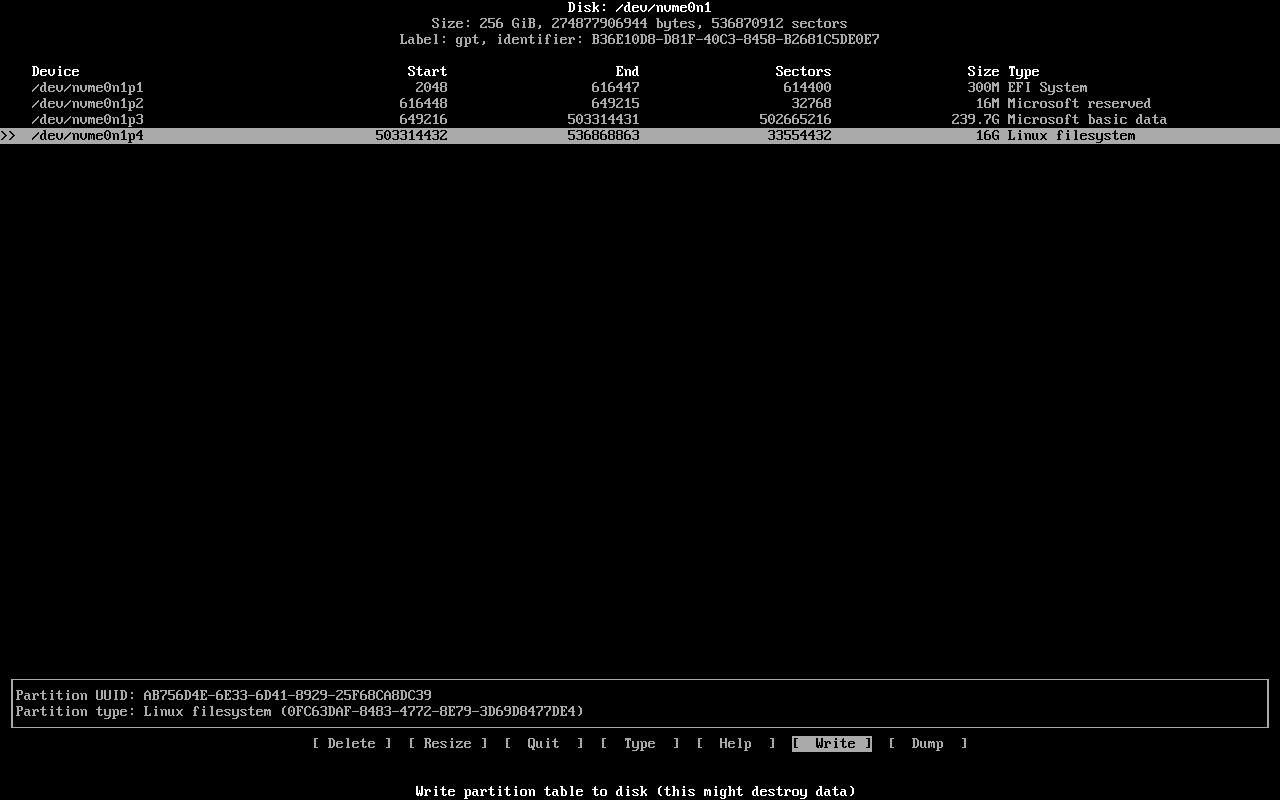 Disk: /dev/nvme0n1
Size: 256 GiB, 274877906944 bytes, 536870912 sectors
Label: gpt, identifier: B36E10D8-D81F-40C3-8458-B2681C5DE0E7
Device Start End Sectors Size Type
/dev/nvme0n1p1 2048 616447 614400 300M EFI System
/dev/nvme0n1p2 616448 649215 32768 16M Microsoft reserved
/dev/nvme0n1p3 649216 503314431 502665216 239.7G Microsoft basic data
>> /dev/nvme0n1p4 503314432 536868863 33554432 16G Linux filesystem
Partition UUID: AB756D4E-6E33-6D41-8929-25F68CA8DC39
Partition type: Linux filesystem (0FC63DAF-8483-4772-8E79-3D69D8477DE4)
[ Delete ] [ Resize ] [ Quit ] [ Type ] [ Help ] [ Write ] [ Dump ]
Write partition table to disk (this might destroy data)